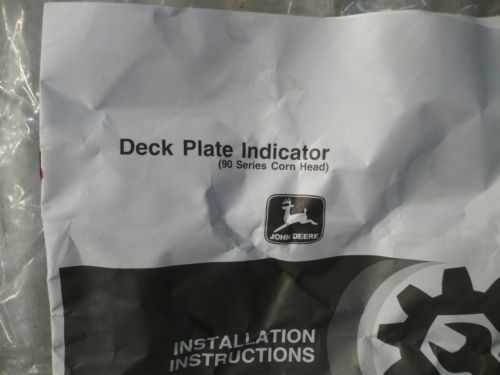 Deck Plate Indicator
(90 Series Corn Head)
JOHN DEERE
INSTALLATION
INSTRUCTIONS